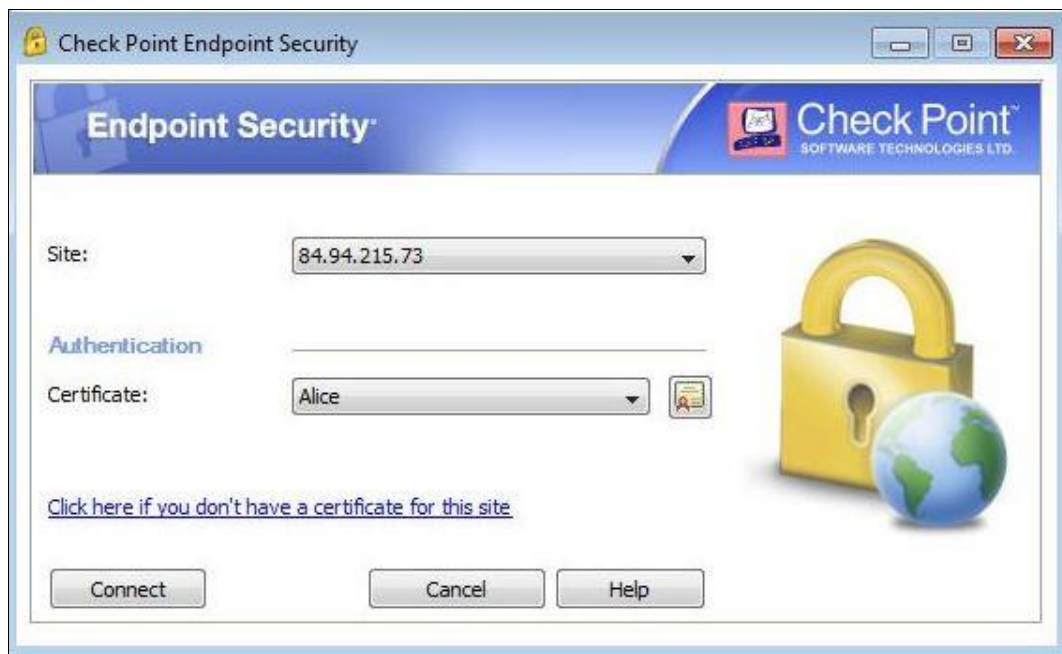 Check Point Endpoint Security
Endpoint Security
Check Point™
SOFTWARE TECHNOLOGIES LTD.
Site:
84.94.215.73
Authentication
Certificate:
Alice
Click here if you don't have a certificate for this site
Connect
Cancel
Help